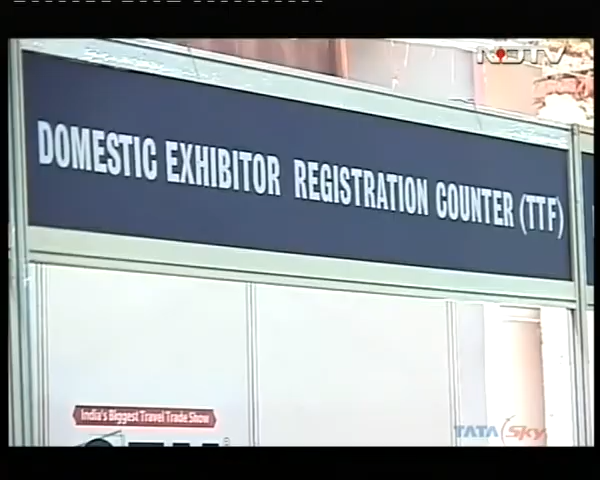 NDTV
DOMESTIC EXHIBITOR REGISTRATION COUNTER (TTF)
India's Biggest Travel Trade Show
TATA Sky